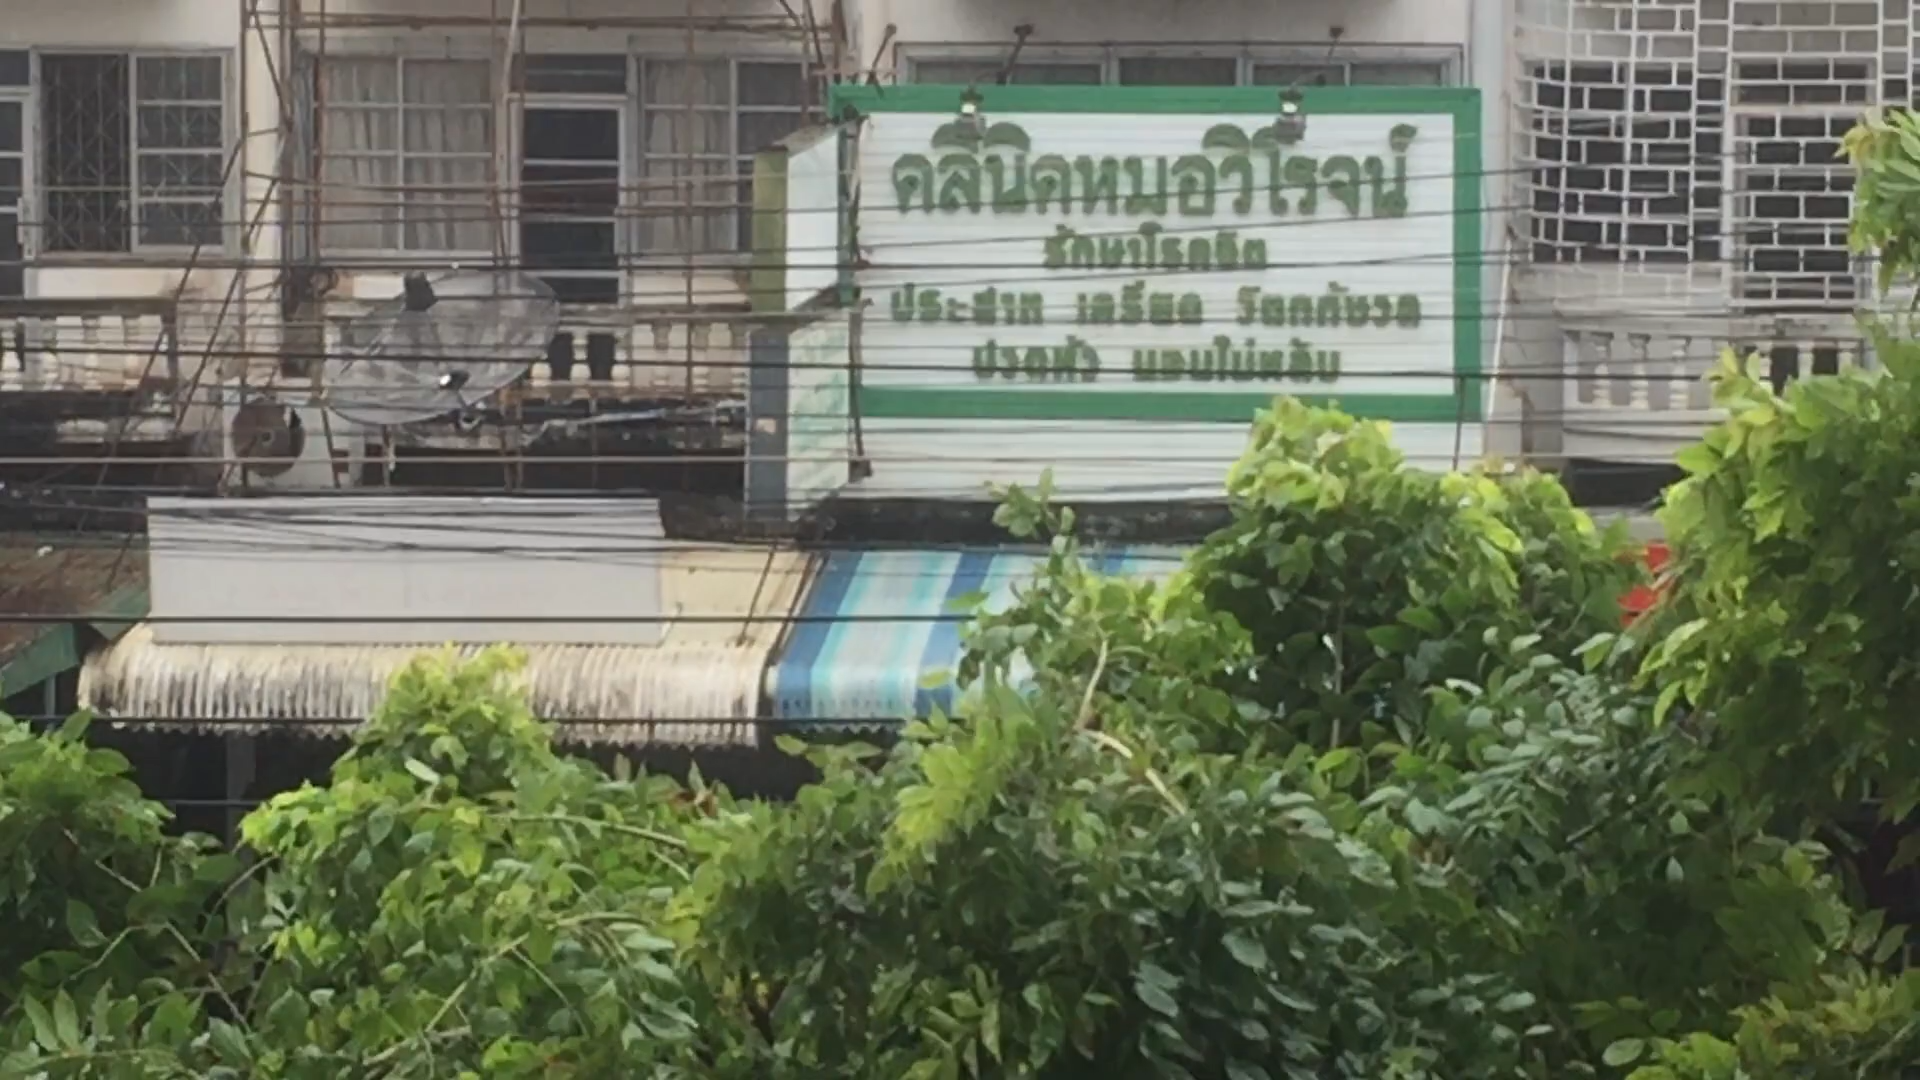 คลีนิคหมอวิโรจน์
รักษาโรคจิต
ประสาท เครียด วิตกกังวล
ปวดหัว นอนไม่หลับ